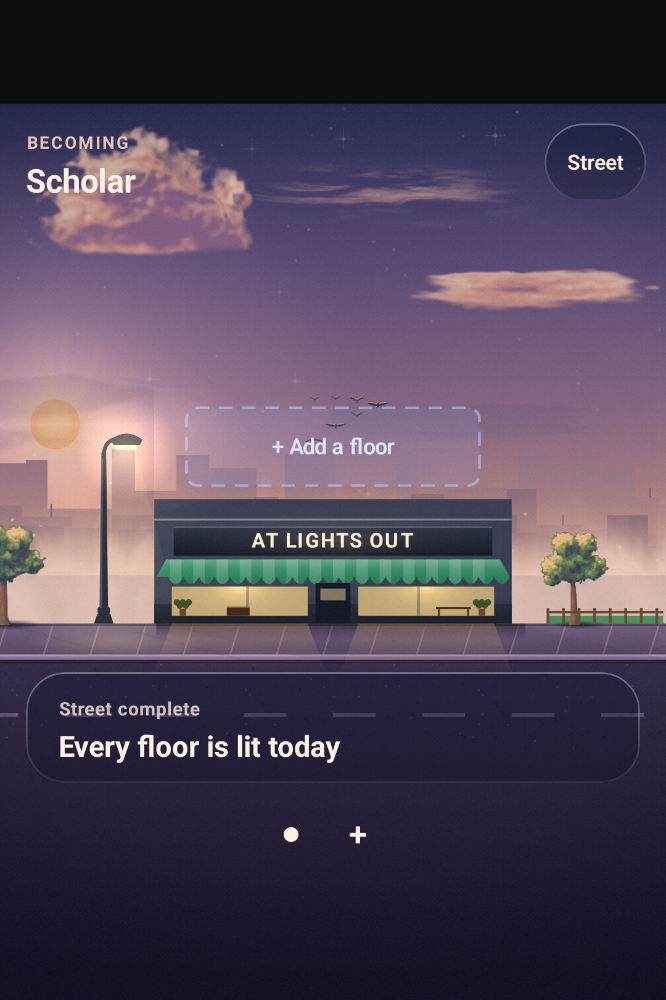 BECOMING
Scholar
Street
+ Add a floor
AT LIGHTS OUT
Street complete
Every floor is lit today
+